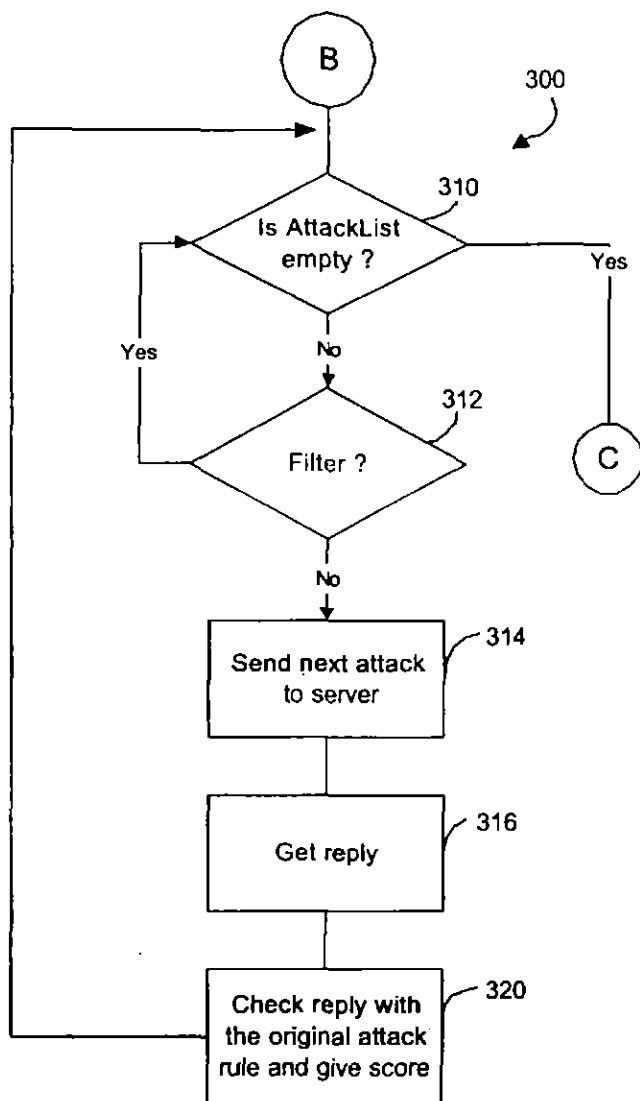 B
300
310
Is AttackList
empty ?
Yes
Yes
No
312
Filter ?
C
No
314
Send next attack
to server
316
Get reply
320
Check reply with
the original attack
rule and give score